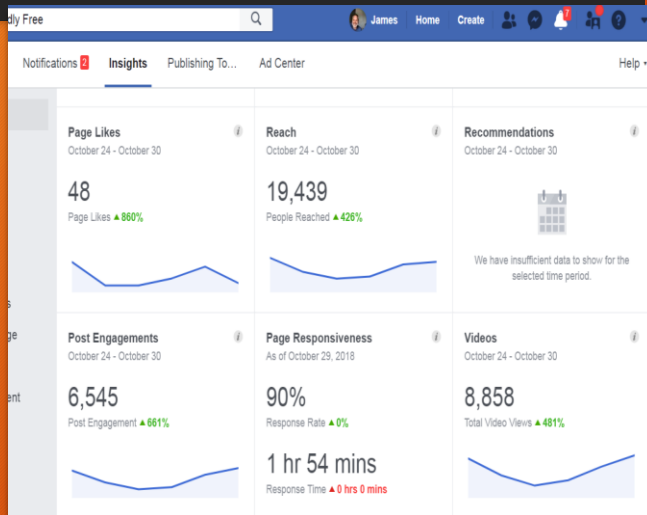 dly Free
James Home Create 7
Notifications 2 Insights Publishing To... Ad Center Help
Page Likes
October 24 - October 30
48
Page Likes ▲860%
Reach
October 24 - October 30
19,439
People Reached ▲426%
Recommendations
October 24 - October 30
We have insufficient data to show for the
selected time period.
s
ge
ent
Post Engagements
October 24 - October 30
6,545
Post Engagement ▲661%
Page Responsiveness
As of October 29, 2018
90%
Response Rate ▲0%
1 hr 54 mins
Response Time ▲0 hrs 0 mins
Videos
October 24 - October 30
8,858
Total Video Views ▲481%